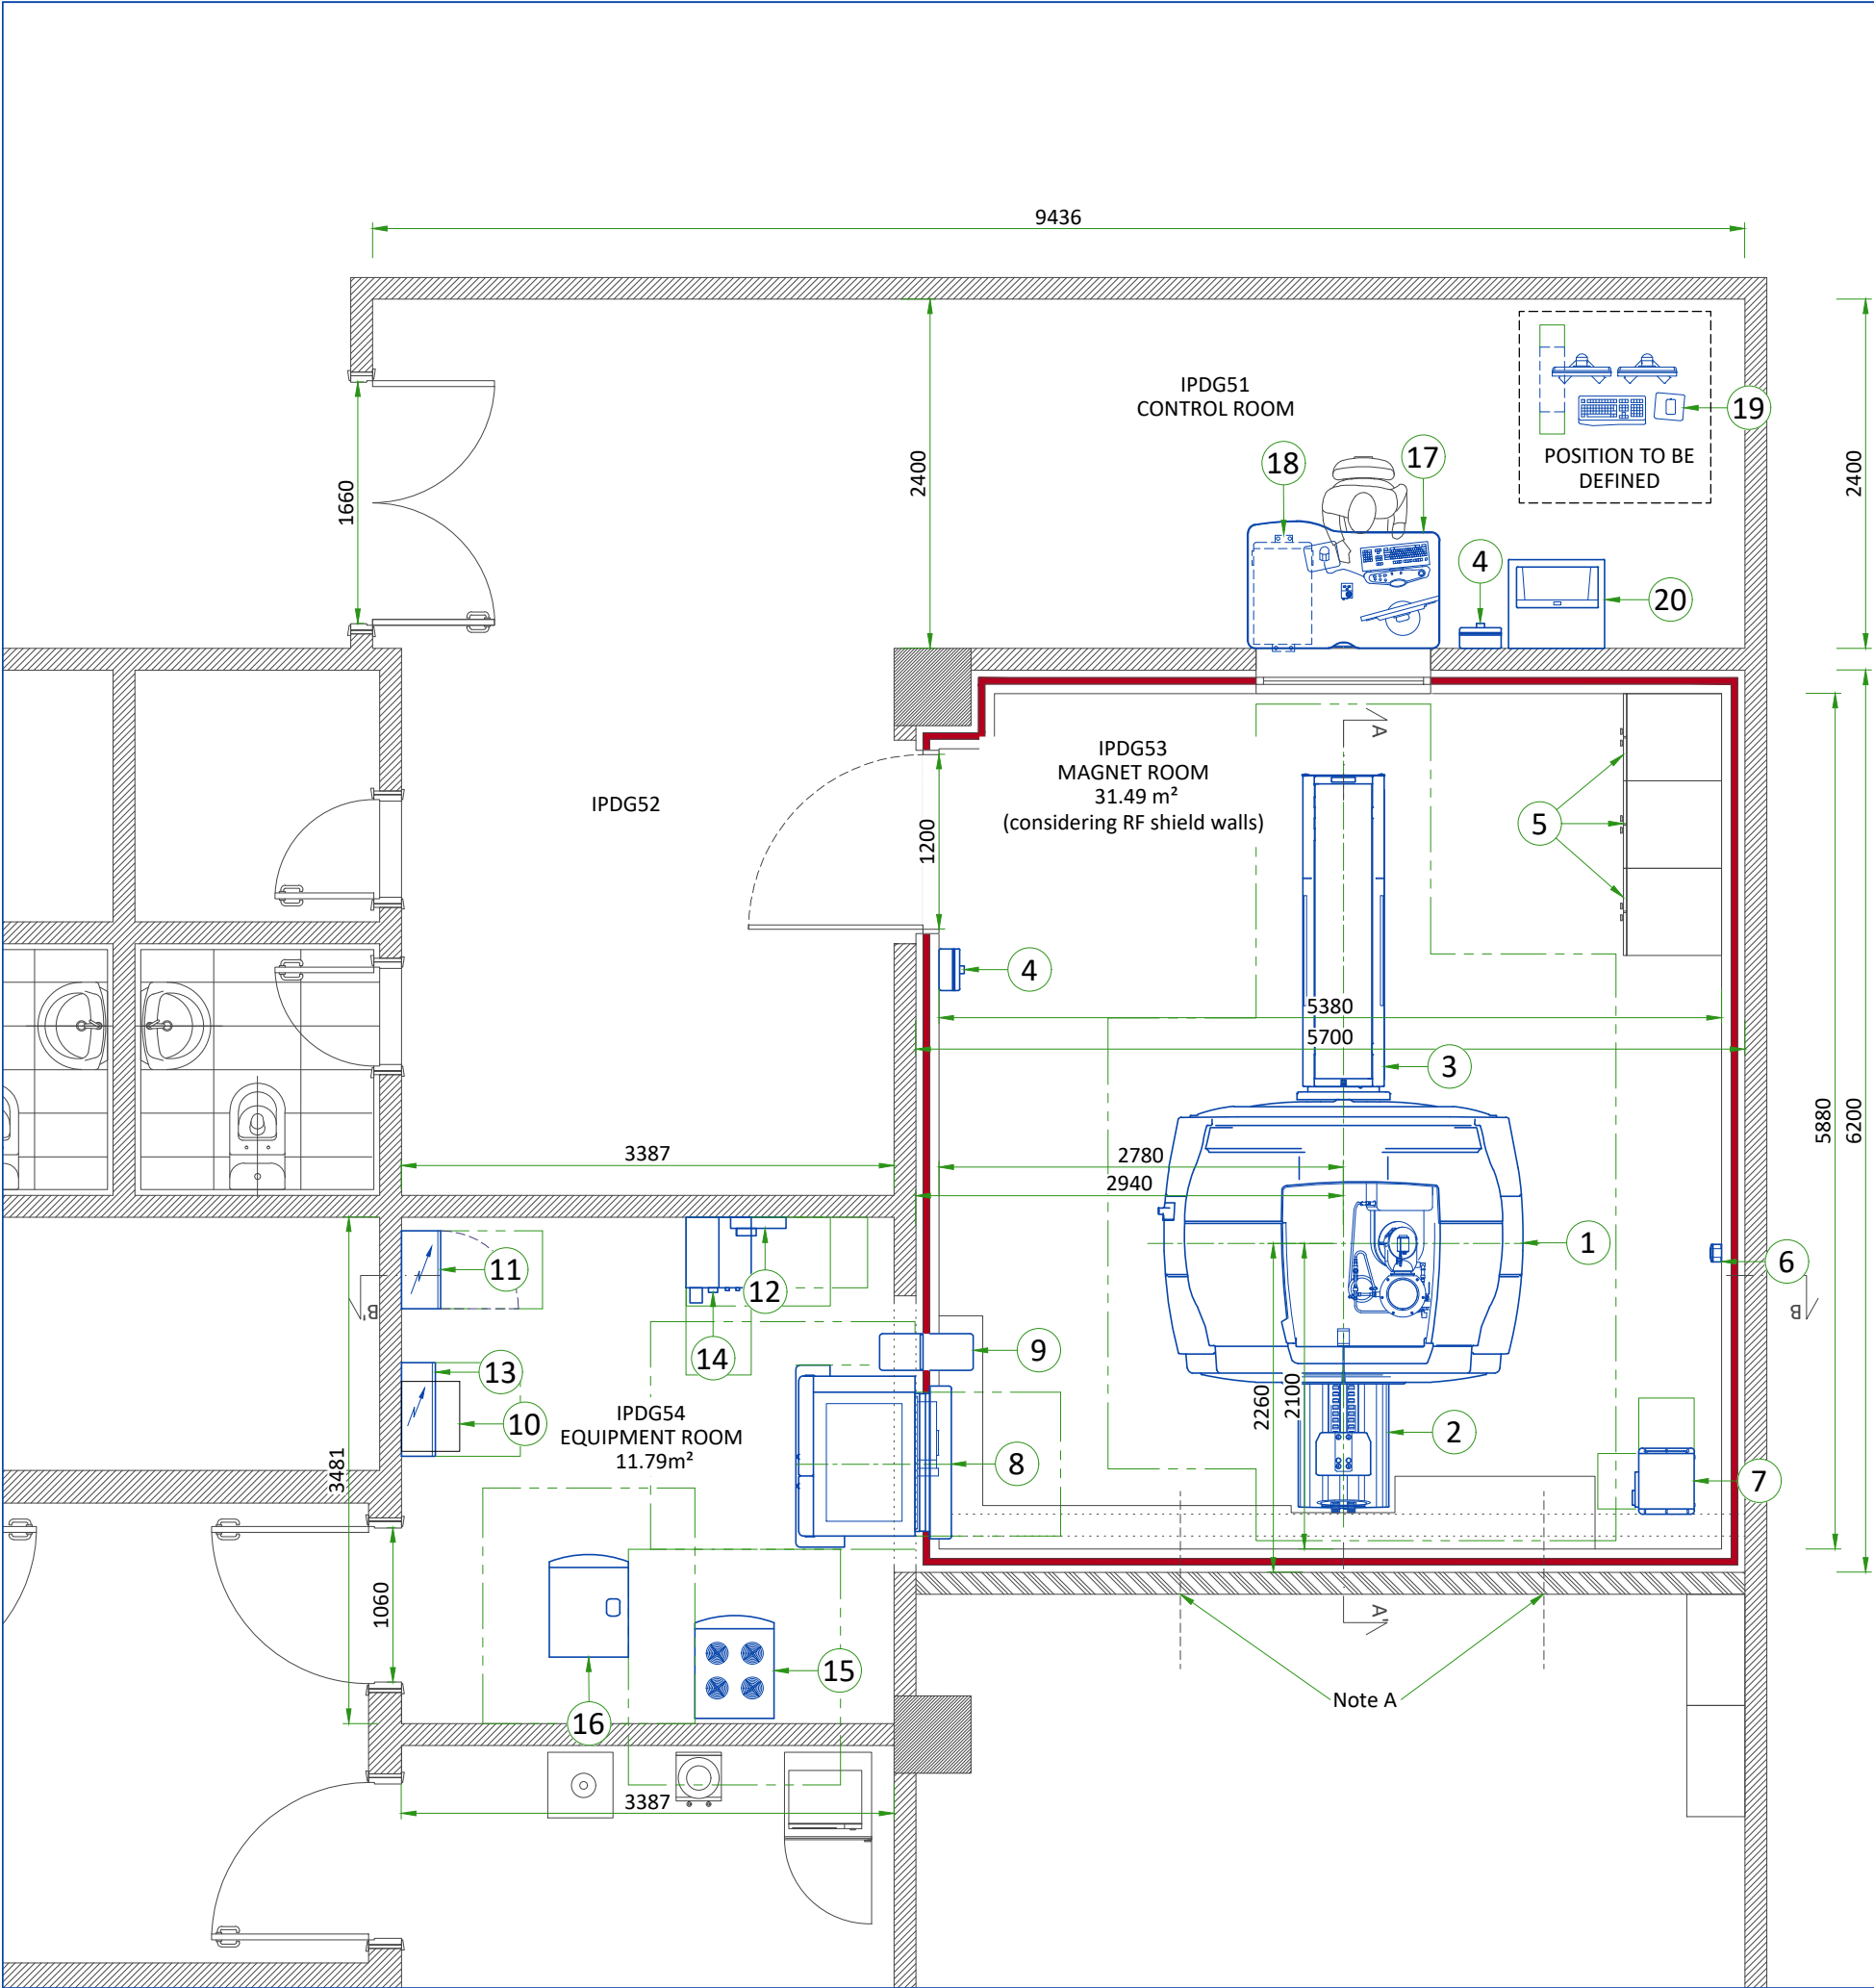 9436
2400
2400
1660
IPDG51
CONTROL ROOM
19
POSITION TO BE
DEFINED
18
17
4
20
IPDG52
IPDG53
MAGNET ROOM
31.49 m²
(considering RF shield walls)
A
1200
5
4
5380
5700
3
5880
6200
3387
2780
2940
1
6
B
11
B'
12
14
9
13
10
IPDG54
EQUIPMENT ROOM
11.79m²
8
2260
2100
2
7
3481
1060
A'
15
16
Note A
3387